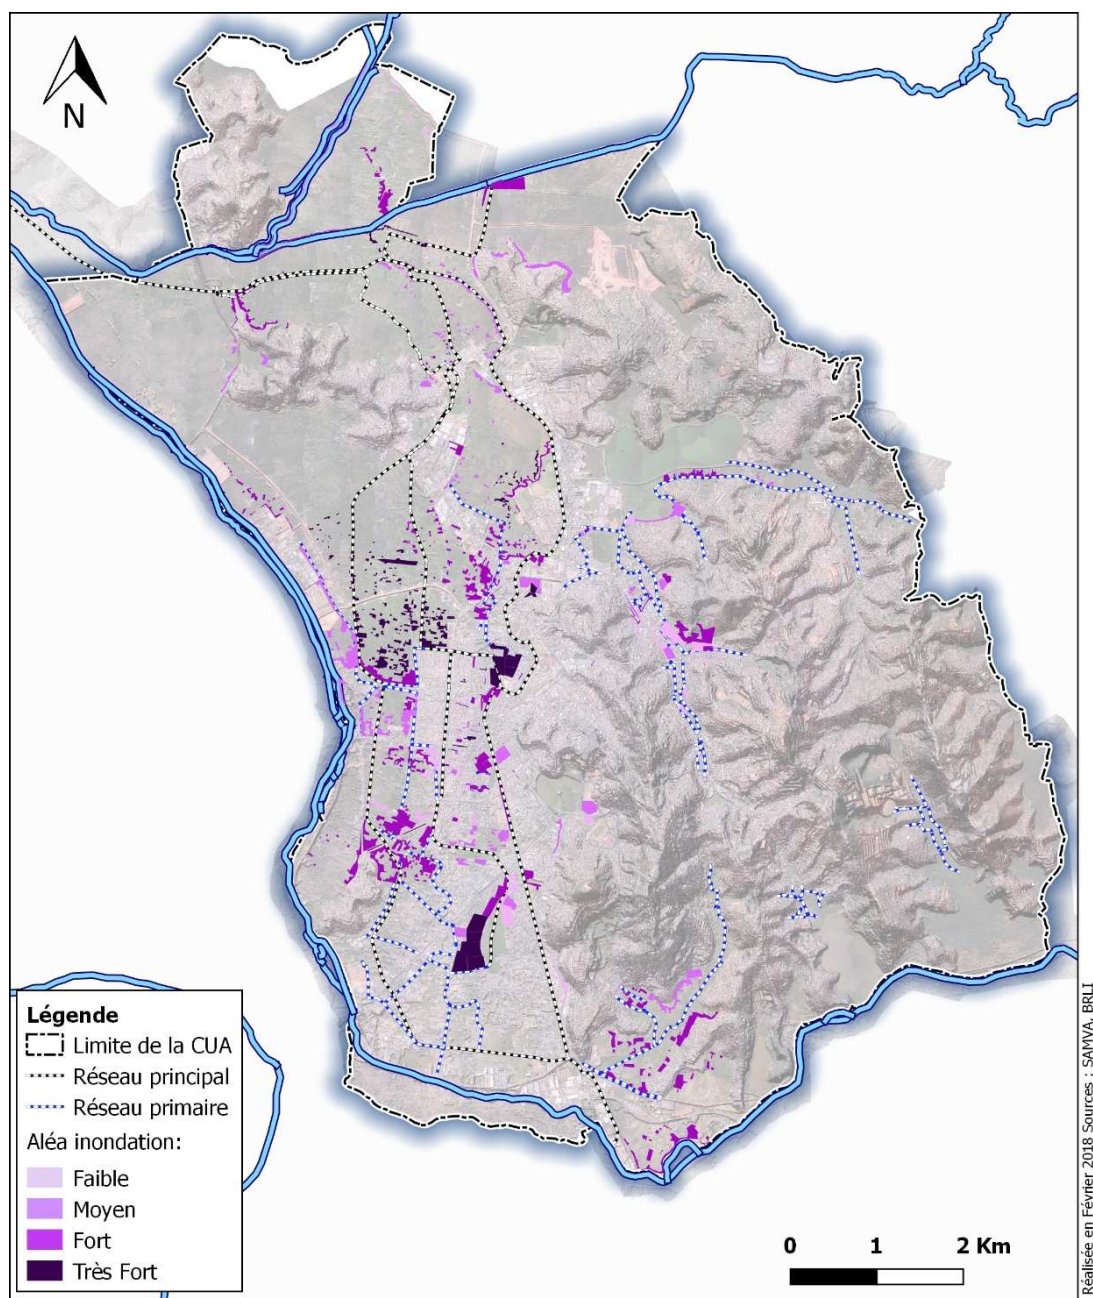 N
Légende
Limite de la CUA
Réseau principal
Réseau primaire
Aléa inondation:
Faible
Moyen
Fort
Très Fort
0 1 2 Km
Réalisée en Février 2018 Sources : SAMVA, BRLI